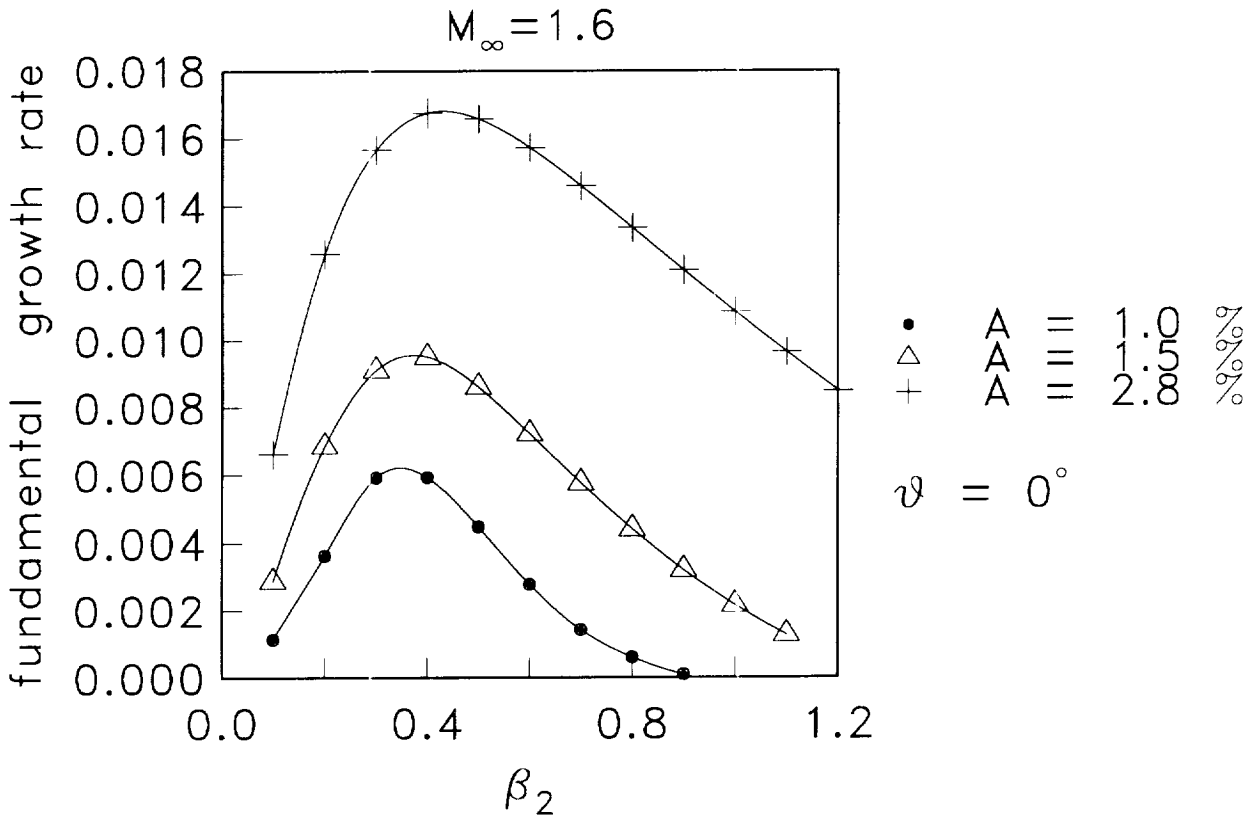 M∞=1.6
fundamental growth rate
0.018
0.016
0.014
0.012
0.010
0.008
0.006
0.004
0.002
0.000
0.0 0.4 0.8 1.2
β₂
● A = 1.0 %
△ A = 1.5 %
+ A = 2.8 %
ϑ = 0°